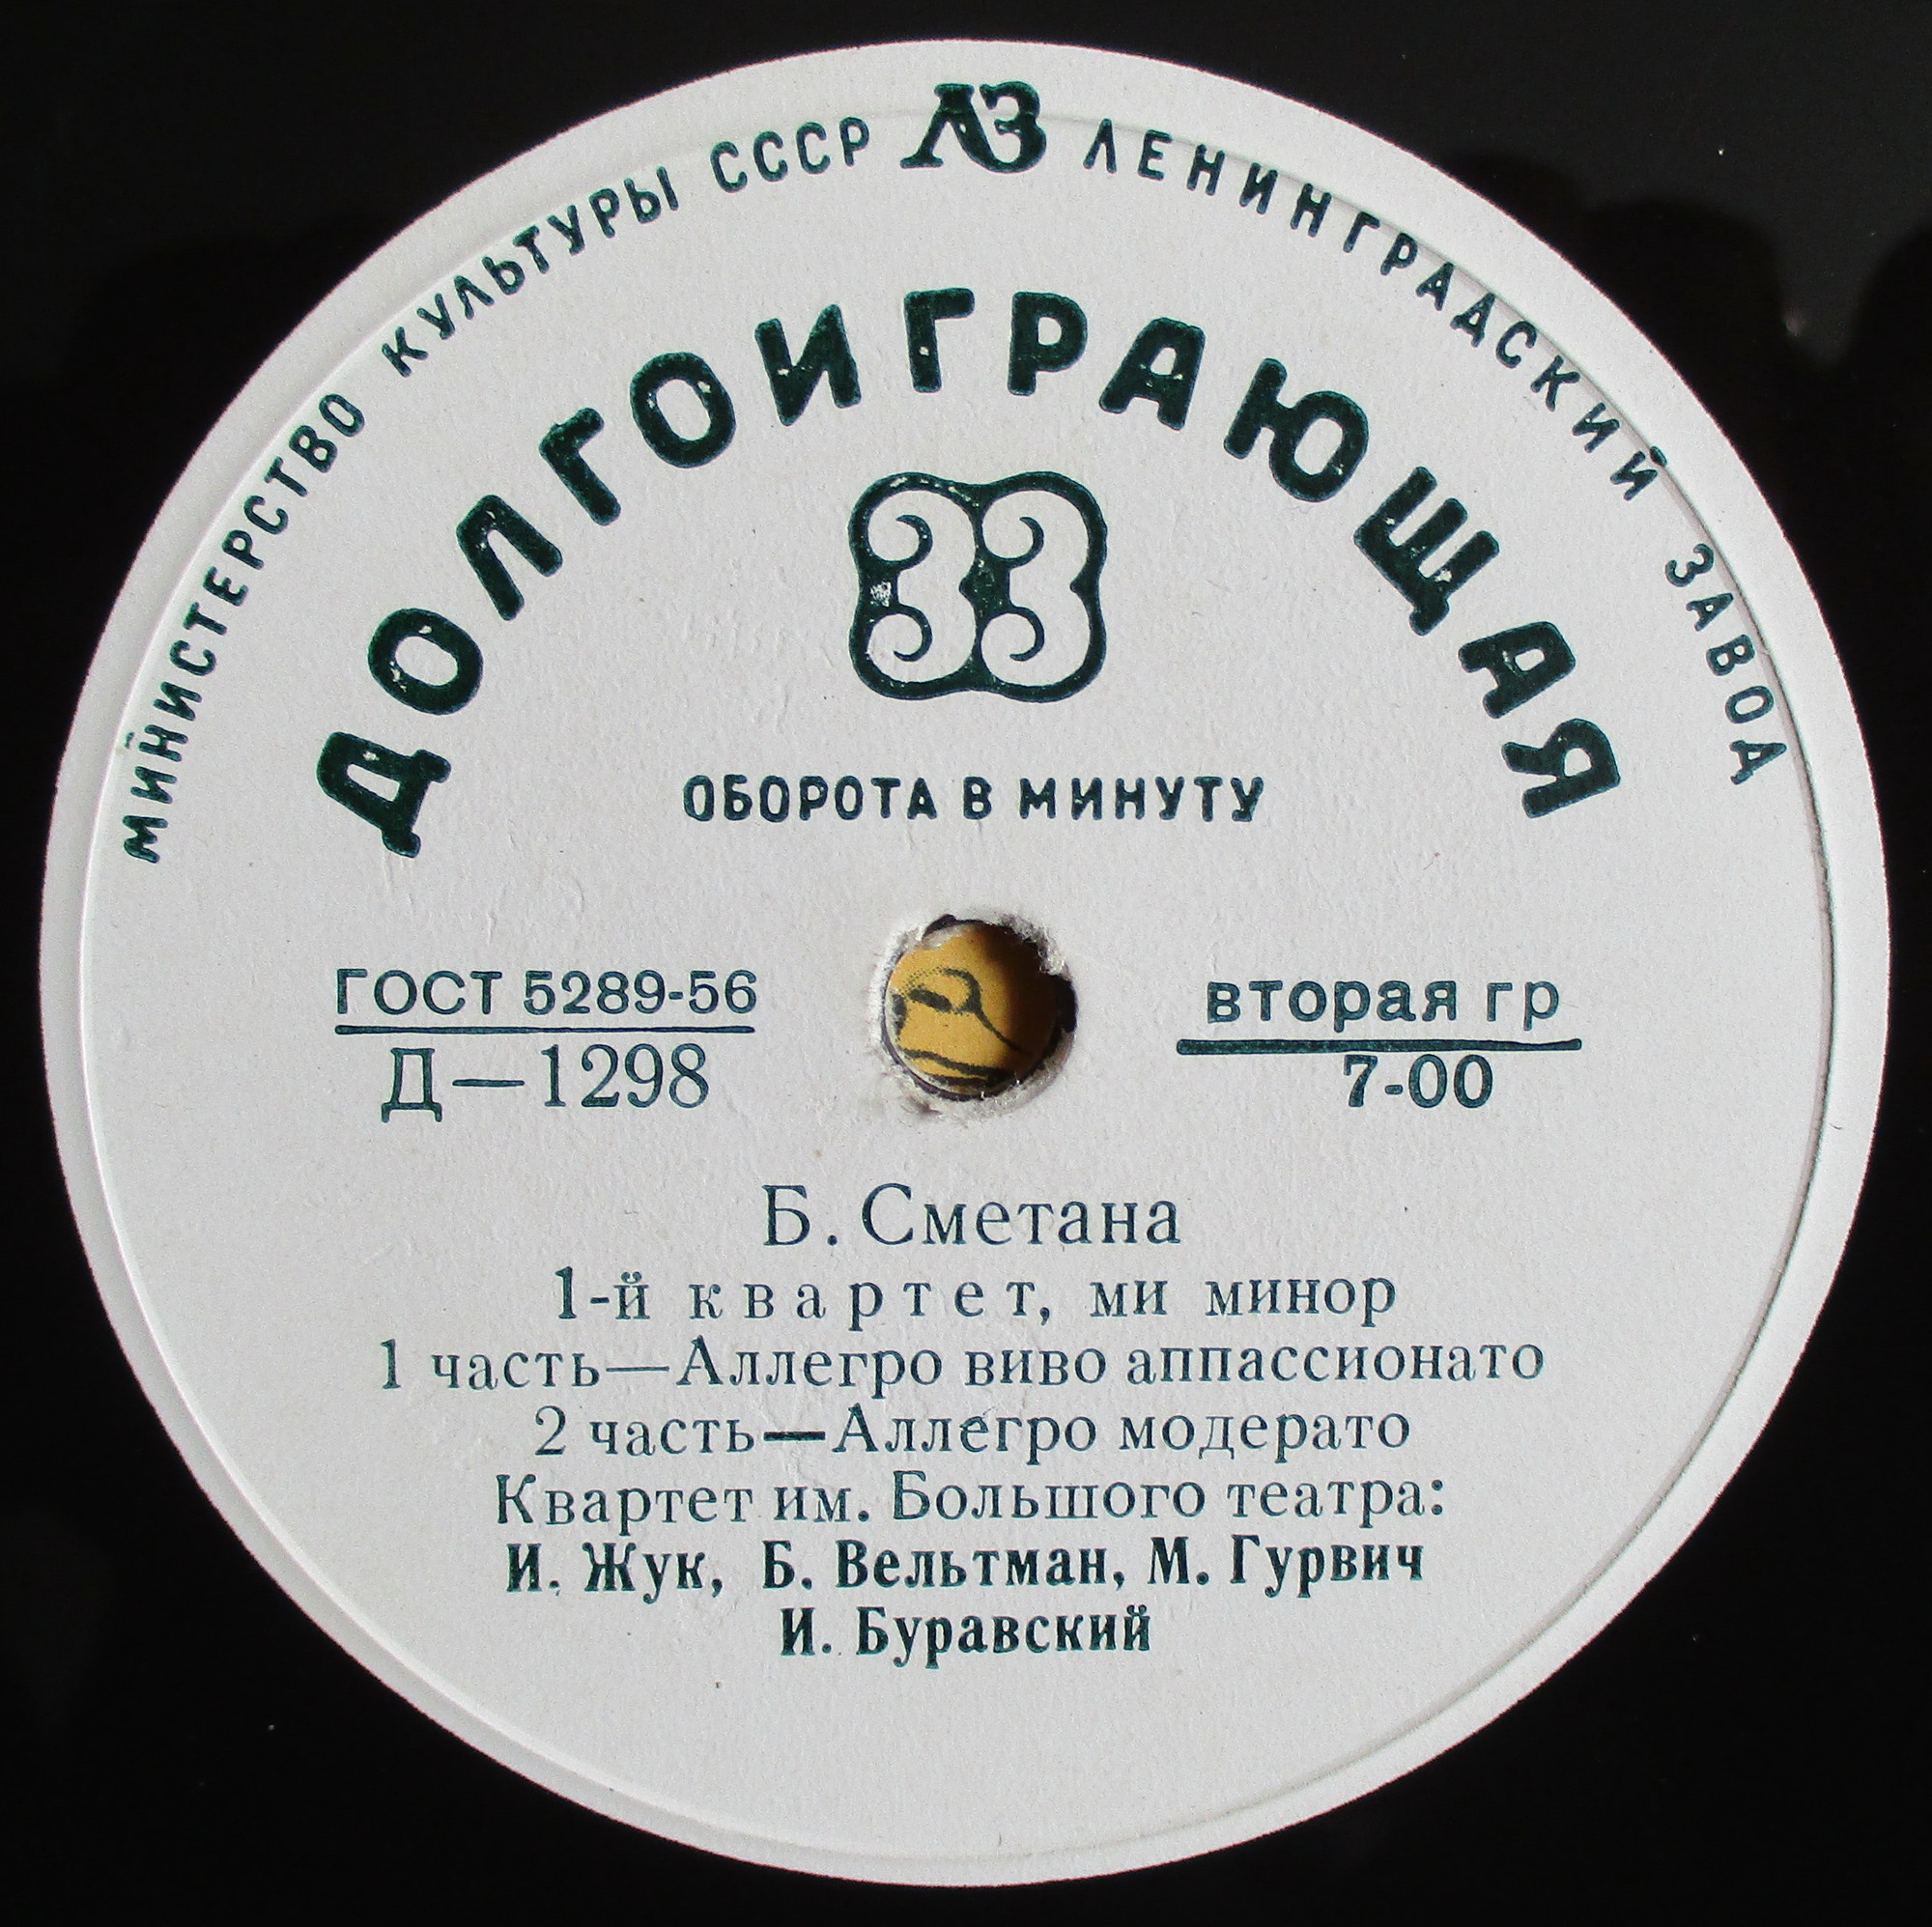 МИНИСТЕРСТВО КУЛЬТУРЫ СССР ЛЗ ЛЕНИНГРАДСКИЙ ЗАВОД
ДОЛГОИГРАЮЩАЯ
33
ОБОРОТА В МИНУТУ
ГОСТ 5289-56
Д—1298
вторая гр
7-00
Б. Сметана
1-й квартет, ми минор
1 часть—Аллегро виво аппассионато
2 часть—Аллегро модерато
Квартет им. Большого театра:
И. Жук, Б. Вельтман, М. Гурвич
И. Буравский